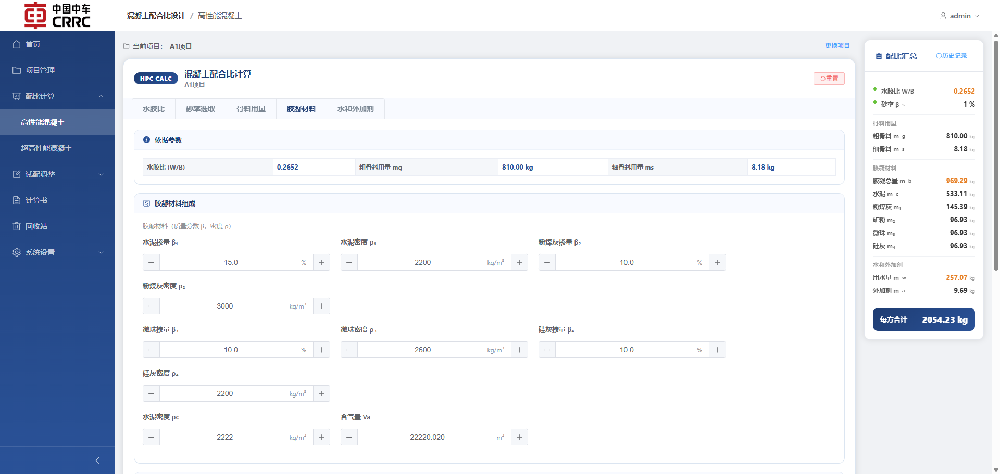 中国中车
CRRC
混凝土配合比设计 / 高性能混凝土
admin
首页
项目管理
配比计算
高性能混凝土
超高性能混凝土
试配调整
计算书
回收站
系统设置
当前项目： A1项目
更换项目
HPC CALC
混凝土配合比计算
A1项目
重置
水胶比
砂率选取
骨料用量
胶凝材料
水和外加剂
依据参数
水胶比 (W/B) 0.2652 粗骨料用量 mg 810.00 kg 细骨料用量 ms 8.18 kg
胶凝材料组成
胶凝材料（质量分数 β，密度 ρ）
水泥掺量 β₁ 水泥密度 ρ₁ 粉煤灰掺量 β₂
15.0 % 2200 kg/m³ 10.0 %
粉煤灰密度 ρ₂
3000 kg/m³
微珠掺量 β₃ 微珠密度 ρ₃ 硅灰掺量 β₄
10.0 % 2600 kg/m³ 10.0 %
硅灰密度 ρ₄
2200 kg/m³
水泥密度 ρc 含气量 Va
2222 kg/m³ 22220.020 m³
配比汇总 历史记录
水胶比 W/B 0.2652
砂率 β s 1 %
骨料用量
粗骨料 m g 810.00 kg
细骨料 m s 8.18 kg
胶凝材料
胶凝总量 m b 969.29 kg
水泥 m c 533.11 kg
粉煤灰 m₁ 145.39 kg
矿粉 m₂ 96.93 kg
微珠 m₃ 96.93 kg
硅灰 m₄ 96.93 kg
水和外加剂
用水量 m w 257.07 kg
外加剂 m a 9.69 kg
每方合计 2054.23 kg